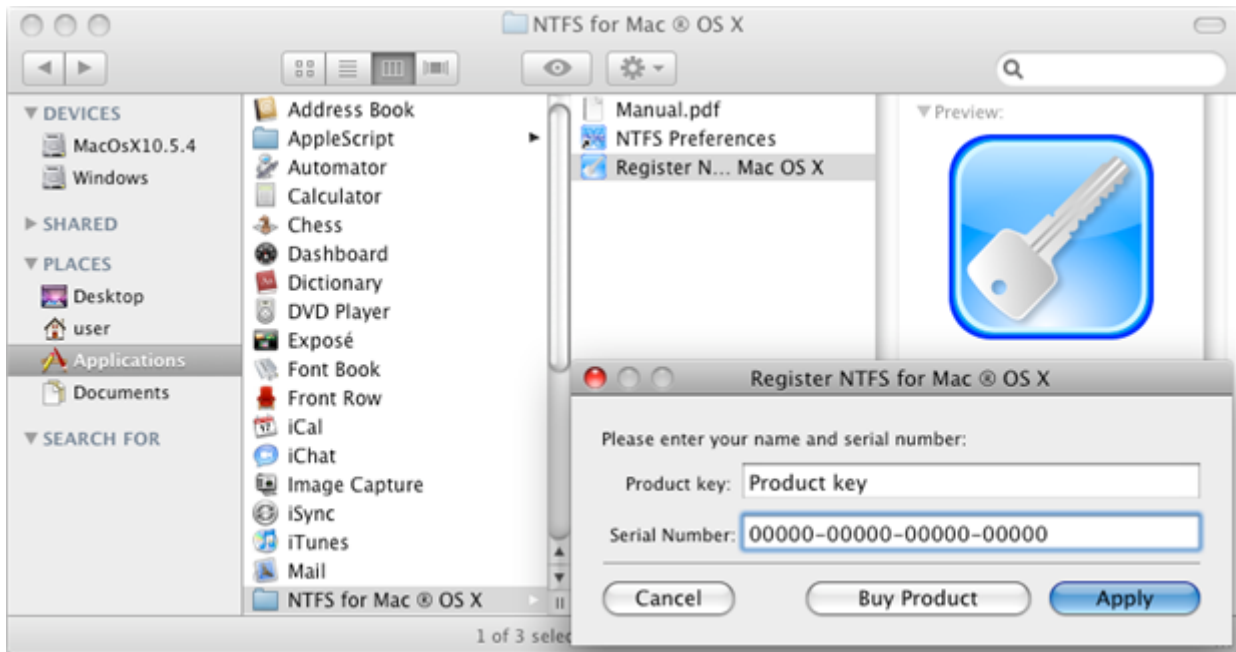 NTFS for Mac ® OS X
DEVICES
MacOsX10.5.4
Windows
SHARED
PLACES
Desktop
user
Applications
Documents
SEARCH FOR
Address Book
AppleScript
Automator
Calculator
Chess
Dashboard
Dictionary
DVD Player
Exposé
Font Book
Front Row
iCal
iChat
Image Capture
iSync
iTunes
Mail
NTFS for Mac ® OS X
Manual.pdf
NTFS Preferences
Register N... Mac OS X
Preview:
1 of 3 selec
Register NTFS for Mac ® OS X
Please enter your name and serial number:
Product key: Product key
Serial Number: 00000-00000-00000-00000
Cancel Buy Product Apply